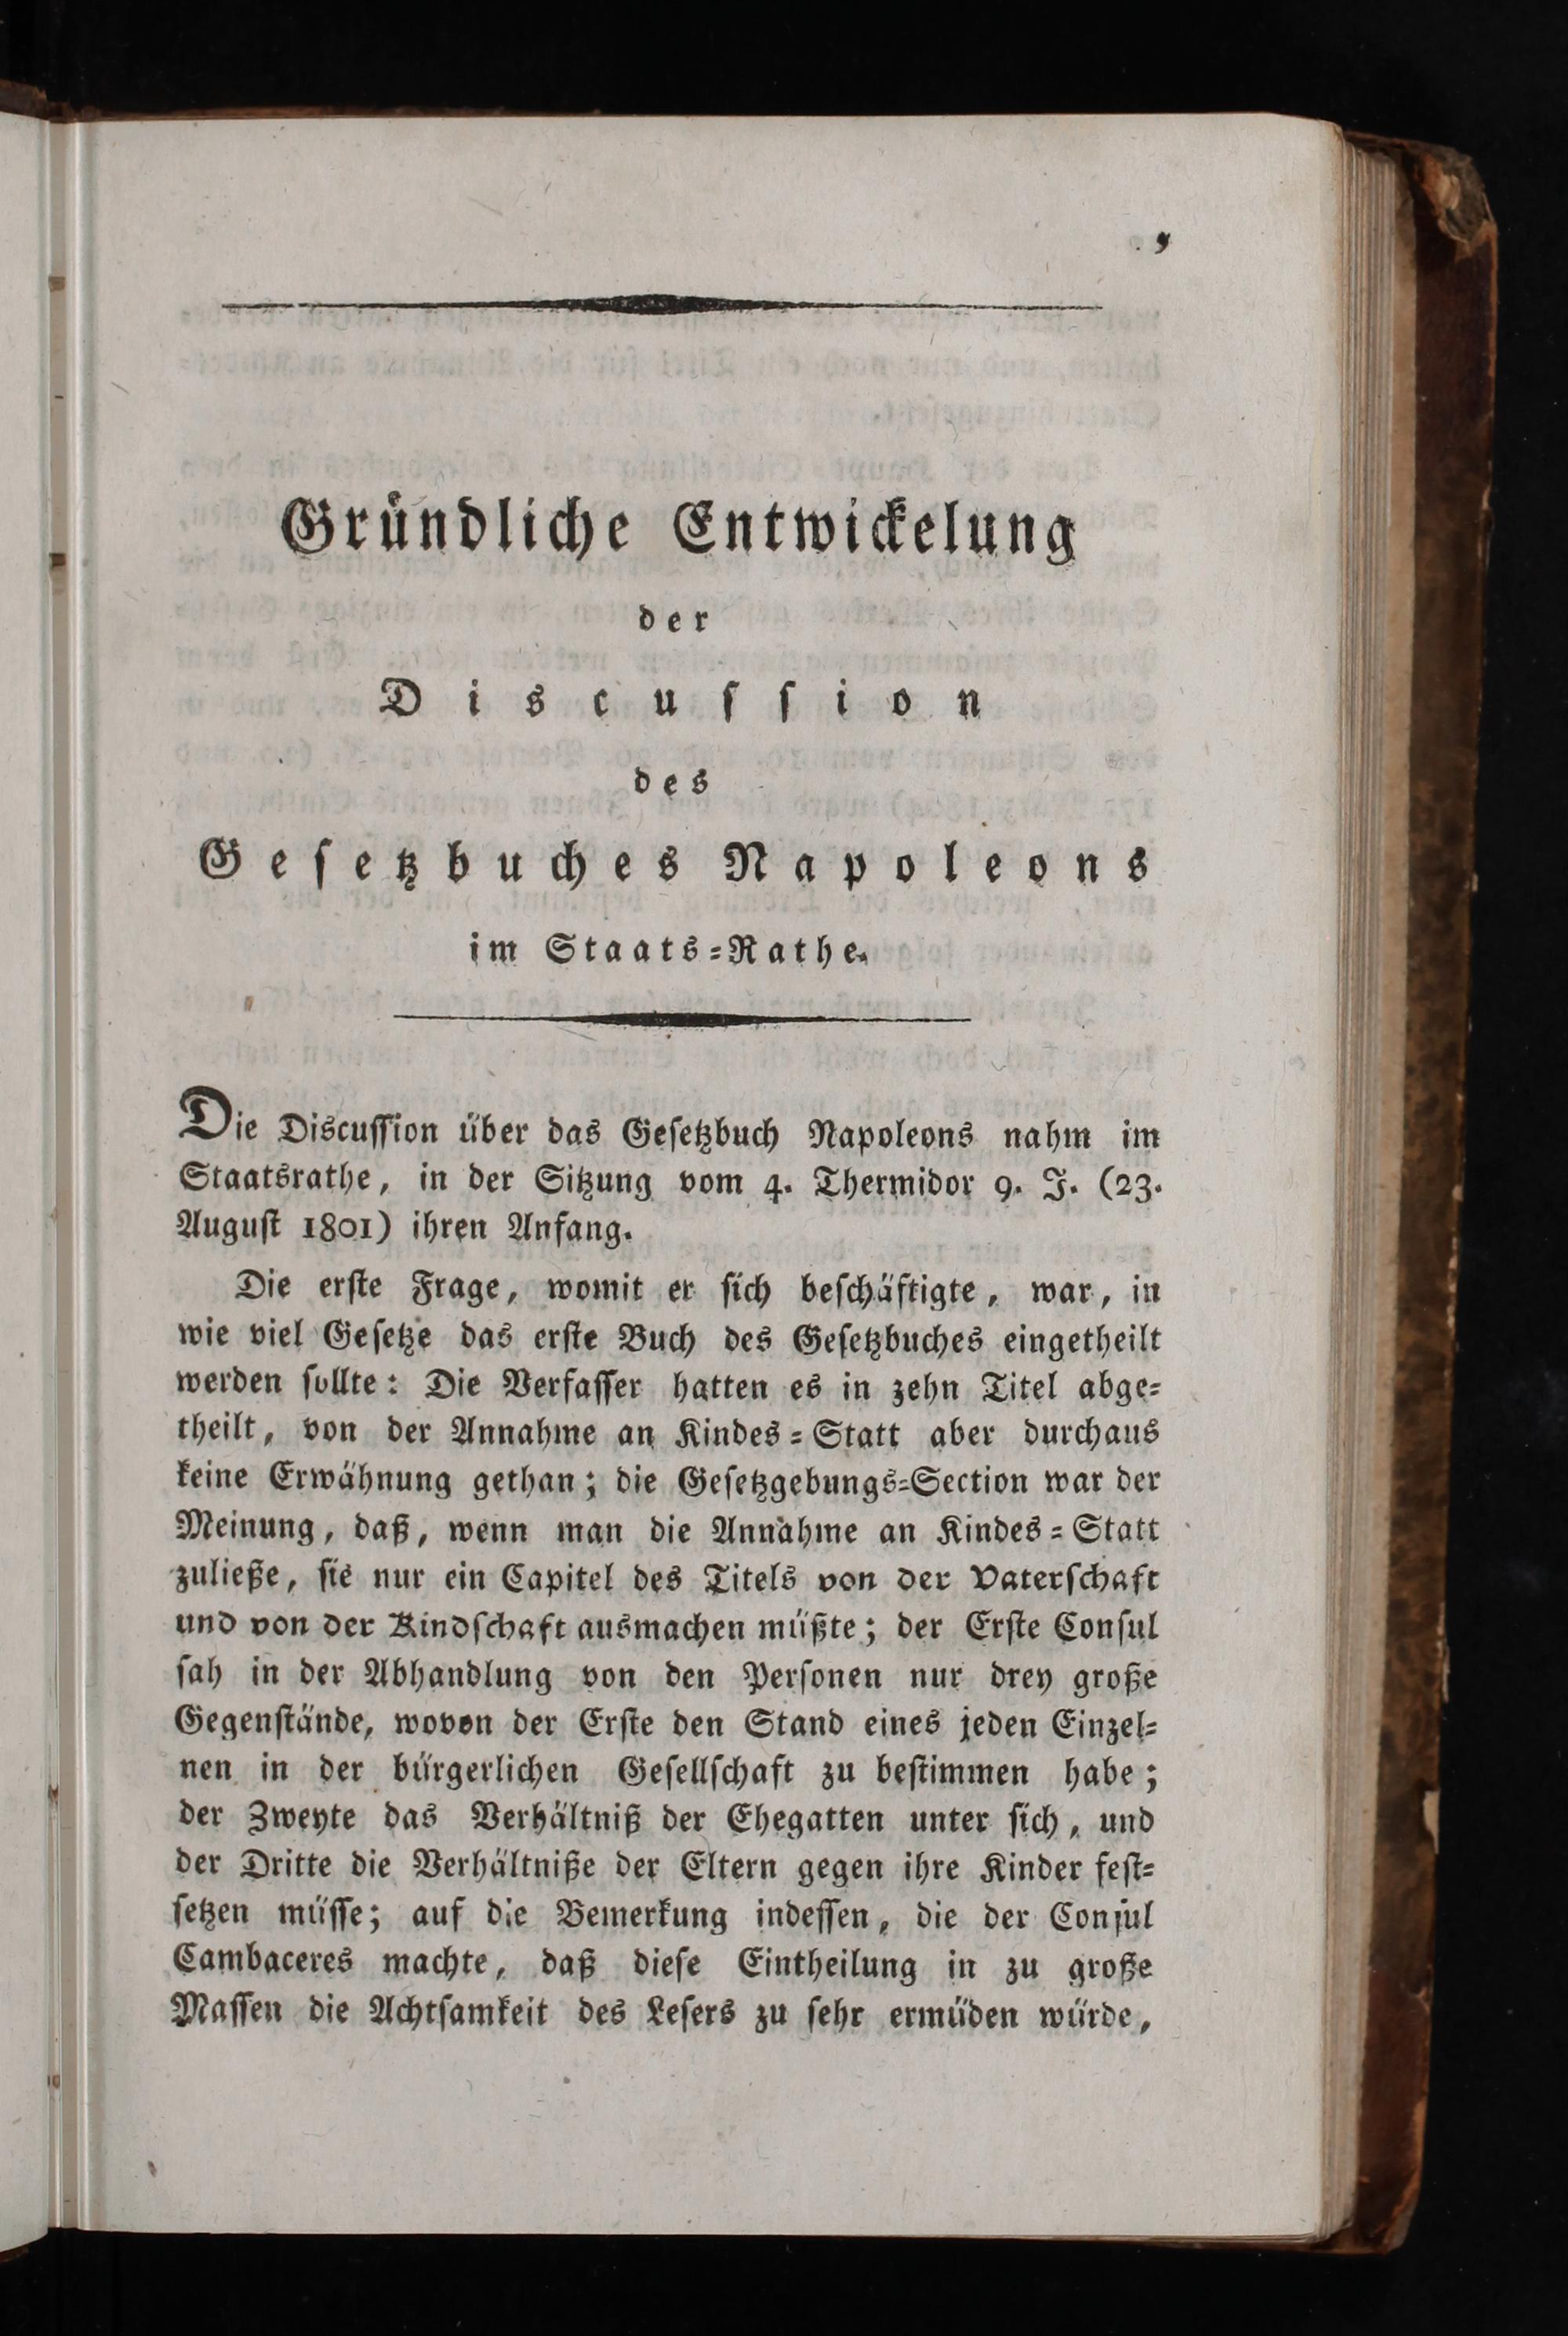 Gründliche Entwickelung
der
Discussion
des
Gesetzbuches Napoleons
im Staats-Rathe.
Die Discussion über das Gesetzbuch Napoleons nahm im
Staatsrathe, in der Sitzung vom 4. Thermidor 9. J. (23.
August 1801) ihren Anfang.
Die erste Frage, womit er sich beschäftigte, war, in
wie viel Gesetze das erste Buch des Gesetzbuches eingetheilt
werden sollte: Die Verfasser hatten es in zehn Titel abge-
theilt, von der Annahme an Kindes-Statt aber durchaus
keine Erwähnung gethan; die Gesetzgebungs-Section war der
Meinung, daß, wenn man die Annahme an Kindes-Statt
zuließe, sie nur ein Capitel des Titels von der Vaterschaft
und von der Kindschaft ausmachen müßte; der Erste Consul
sah in der Abhandlung von den Personen nur drey große
Gegenstände, wovon der Erste den Stand eines jeden Einzel-
nen in der bürgerlichen Gesellschaft zu bestimmen habe;
der Zweyte das Verhältniß der Ehegatten unter sich, und
der Dritte die Verhältniße der Eltern gegen ihre Kinder fest-
setzen müsse; auf die Bemerkung indessen, die der Consul
Cambaceres machte, daß diese Eintheilung in zu große
Massen die Achtsamkeit des Lesers zu sehr ermüden würde,